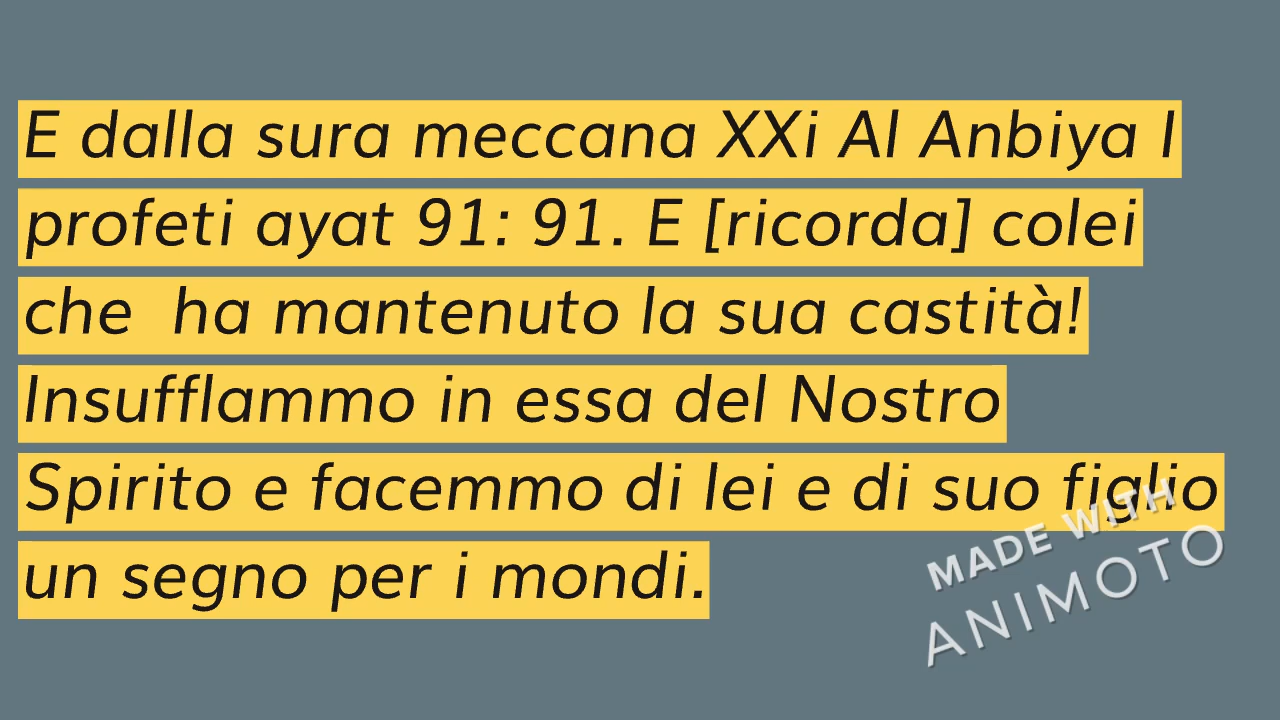 E dalla sura meccana XXi Al Anbiya I
profeti ayat 91: 91. E [ricorda] colei
che  ha mantenuto la sua castità!
Insufflammo in essa del Nostro
Spirito e facemmo di lei e di suo figlio
un segno per i mondi.
MADE WITH
ANIMOTO